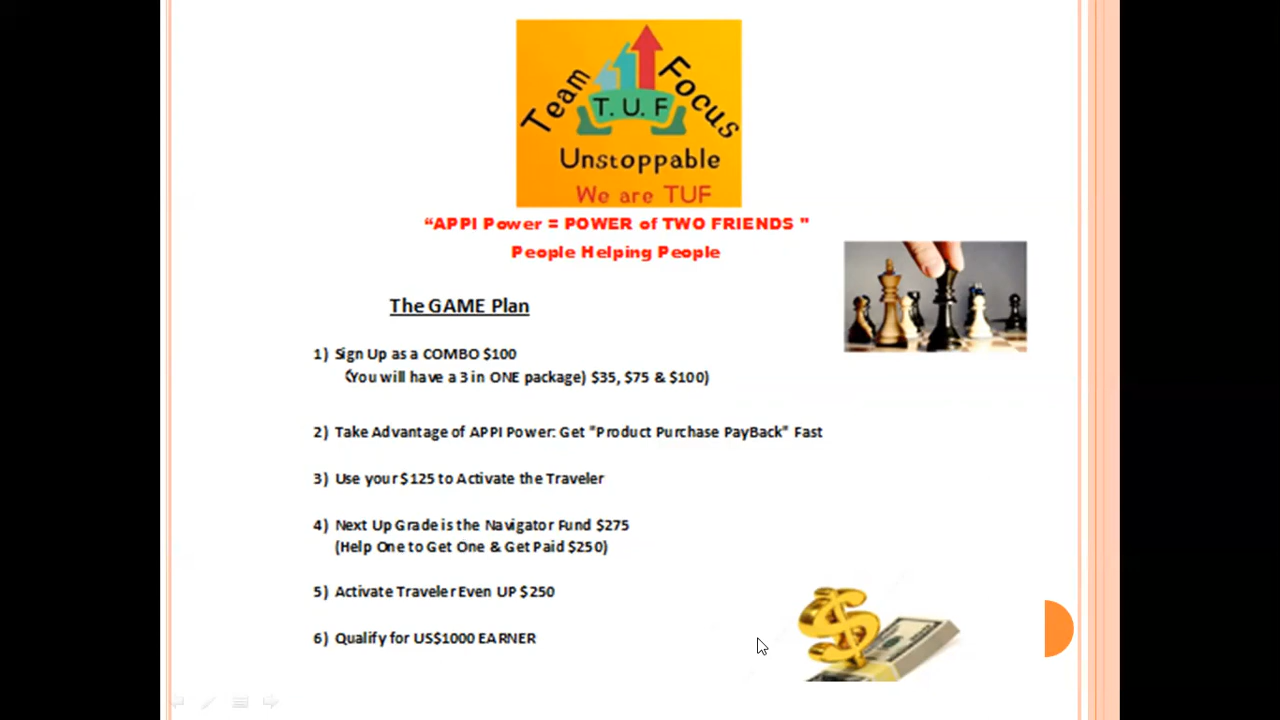 Team Focus
T. U. F
Unstoppable
We are TUF
“APPI Power = POWER of TWO FRIENDS "
People Helping People
The GAME Plan
1) Sign Up as a COMBO $100
(You will have a 3 in ONE package) $35, $75 & $100)
2) Take Advantage of APPI Power: Get "Product Purchase PayBack" Fast
3) Use your $125 to Activate the Traveler
4) Next Up Grade is the Navigator Fund $275
(Help One to Get One & Get Paid $250)
5) Activate Traveler Even UP $250
6) Qualify for US$1000 EARNER